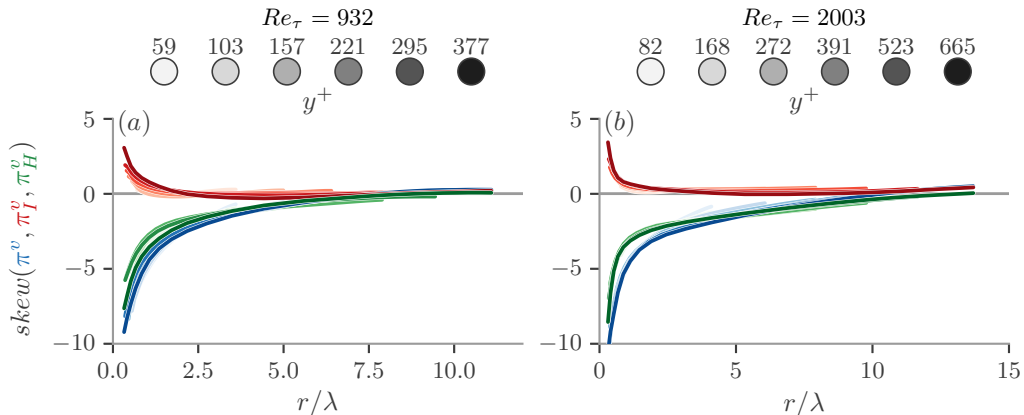 Re_τ = 932
59 103 157 221 295 377
y^+
Re_τ = 2003
82 168 272 391 523 665
y^+
skew(π^v, π_I^v, π_H^v)
(a)
5
0
−5
−10
0.0 2.5 5.0 7.5 10.0
r/λ
(b)
5
0
−5
−10
0 5 10 15
r/λ